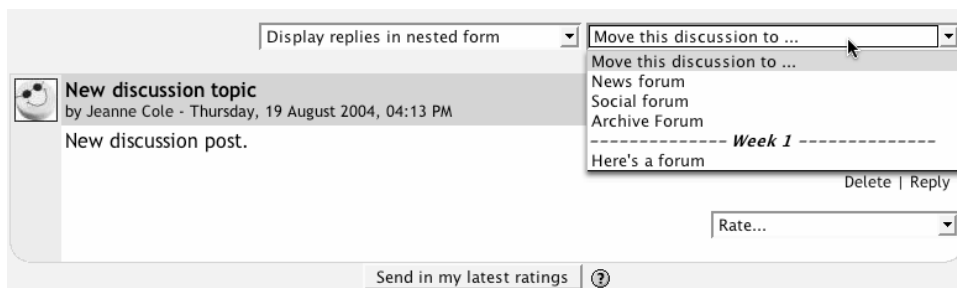 Display replies in nested form
Move this discussion to ...
Move this discussion to ...
News forum
Social forum
Archive Forum
-------------- Week 1 --------------
Here's a forum
New discussion topic
by Jeanne Cole - Thursday, 19 August 2004, 04:13 PM
New discussion post.
Delete | Reply
Rate...
Send in my latest ratings ?